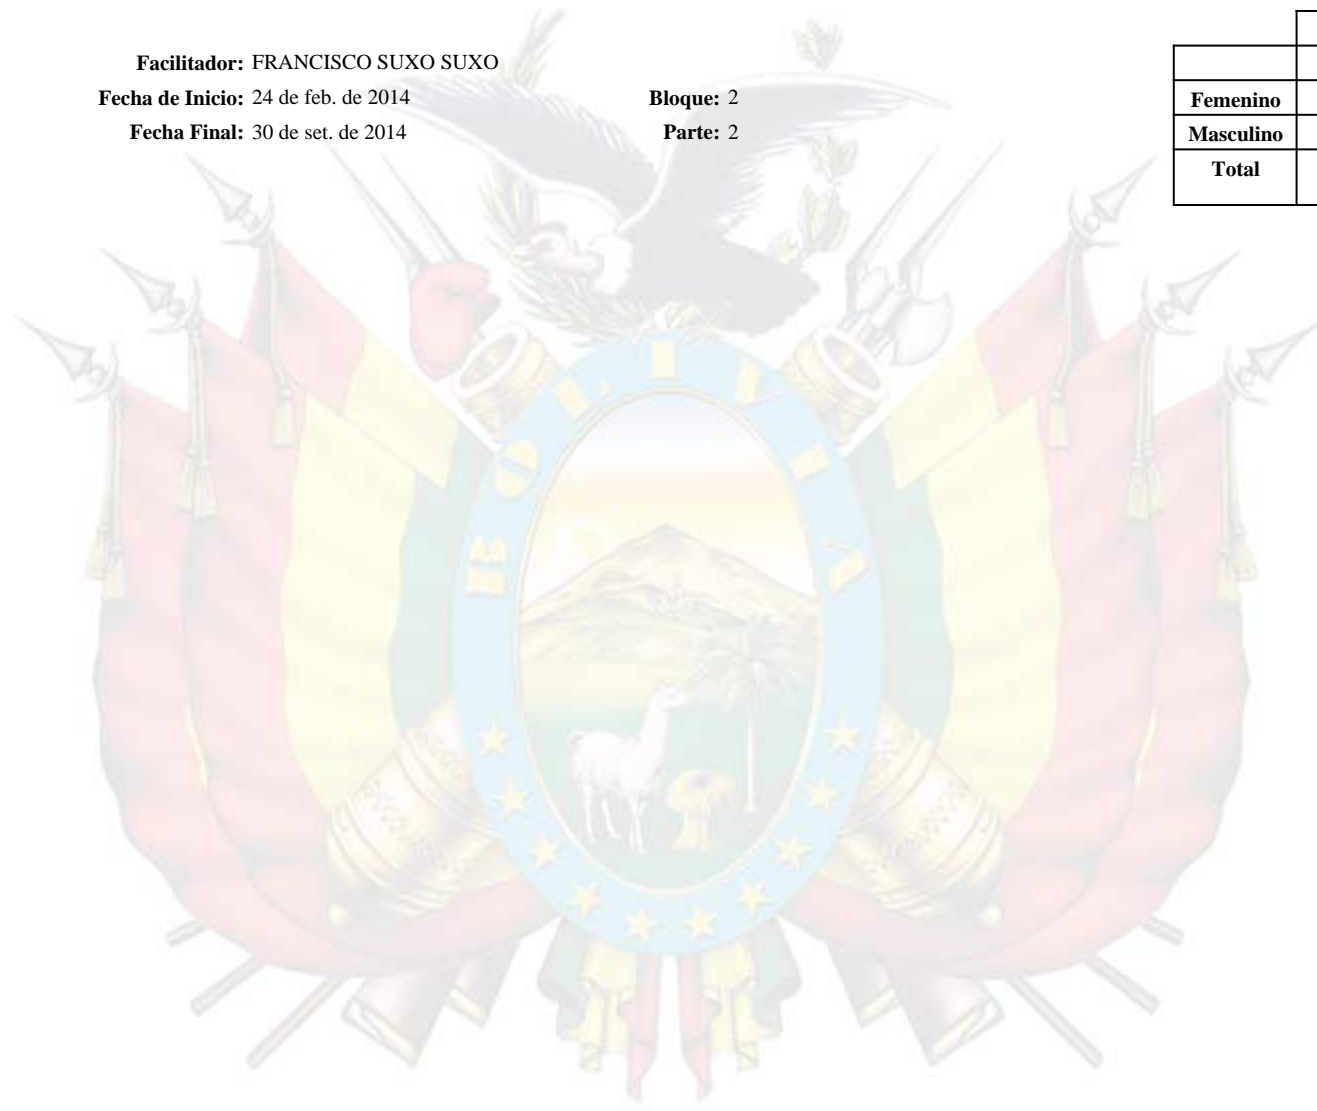 Facilitador: FRANCISCO SUXO SUXO
Fecha de Inicio: 24 de feb. de 2014 Bloque: 2
Fecha Final: 30 de set. de 2014 Parte: 2
Femenino
Masculino
Total
BOLIVIA